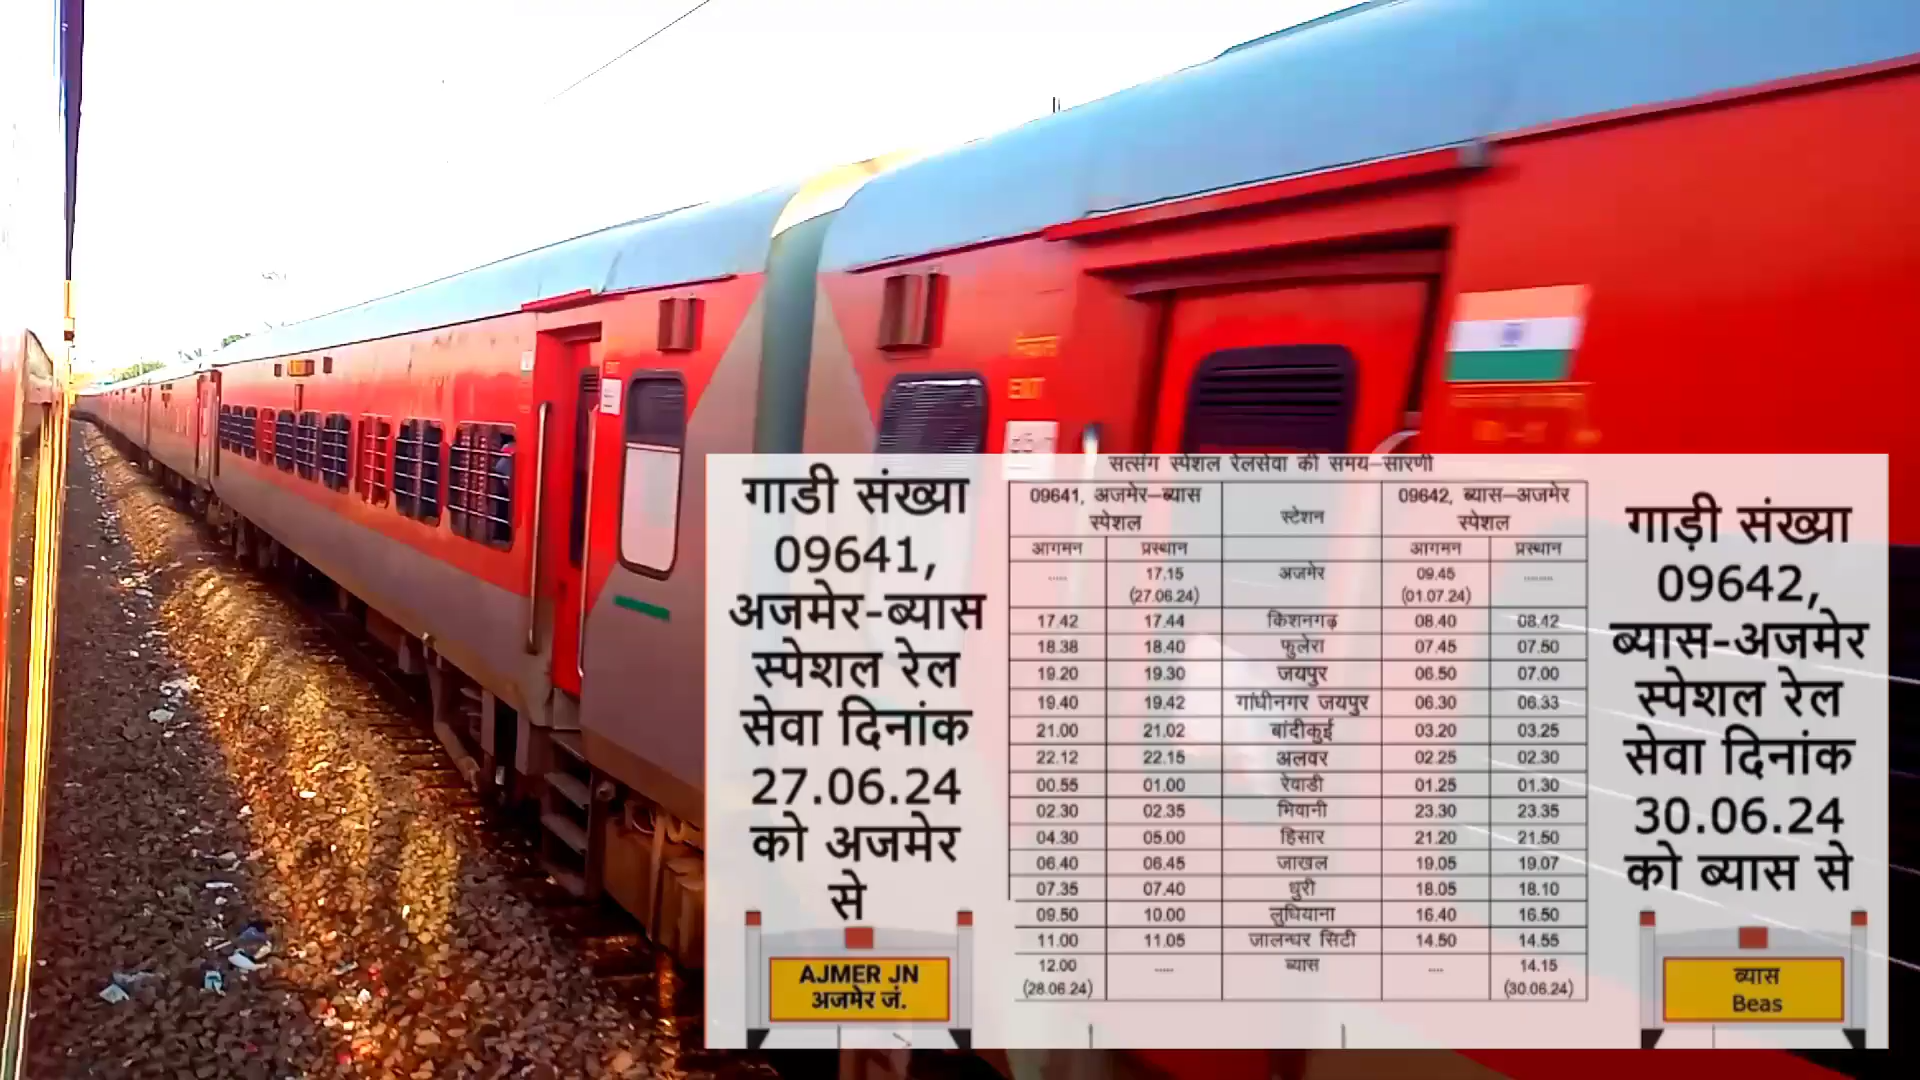 EXIT
EXIT
गाडी संख्या
09641,
अजमेर-ब्यास
स्पेशल रेल
सेवा दिनांक
27.06.24
को अजमेर
से
AJMER JN
अजमेर जं.
सत्संग स्पेशल रेलसेवा की समय–सारणी
09641, अजमेर–ब्यास स्पेशल स्टेशन 09642, ब्यास–अजमेर स्पेशल
आगमन प्रस्थान आगमन प्रस्थान
..... 17.15 (27.06.24) अजमेर 09.45 (01.07.24) ........
17.42 17.44 किशनगढ़ 08.40 08.42
18.38 18.40 फुलेरा 07.45 07.50
19.20 19.30 जयपुर 06.50 07.00
19.40 19.42 गांधीनगर जयपुर 06.30 06.33
21.00 21.02 बांदीकुई 03.20 03.25
22.12 22.15 अलवर 02.25 02.30
00.55 01.00 रेवाडी 01.25 01.30
02.30 02.35 भिवानी 23.30 23.35
04.30 05.00 हिसार 21.20 21.50
06.40 06.45 जाखल 19.05 19.07
07.35 07.40 धुरी 18.05 18.10
09.50 10.00 लुधियाना 16.40 16.50
11.00 11.05 जालन्धर सिटी 14.50 14.55
12.00 (28.06.24) ..... ब्यास .... 14.15 (30.06.24)
गाड़ी संख्या
09642,
ब्यास-अजमेर
स्पेशल रेल
सेवा दिनांक
30.06.24
को ब्यास से
ब्यास
Beas